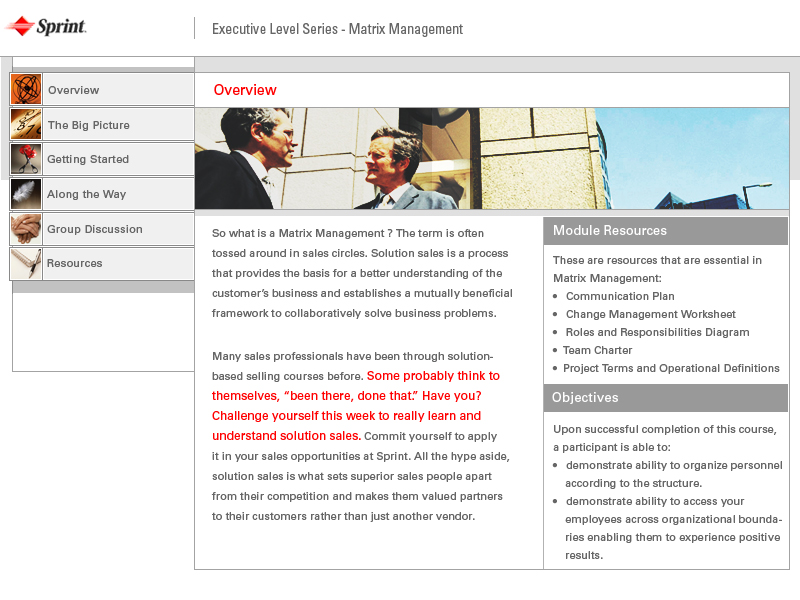 Sprint.
Executive Level Series - Matrix Management
Overview
The Big Picture
Getting Started
Along the Way
Group Discussion
Resources
Overview
So what is a Matrix Management ? The term is often
tossed around in sales circles. Solution sales is a process
that provides the basis for a better understanding of the
customer's business and establishes a mutually beneficial
framework to collaboratively solve business problems.
Many sales professionals have been through solution-
based selling courses before. Some probably think to
themselves, “been there, done that.” Have you?
Challenge yourself this week to really learn and
understand solution sales. Commit yourself to apply
it in your sales opportunities at Sprint. All the hype aside,
solution sales is what sets superior sales people apart
from their competition and makes them valued partners
to their customers rather than just another vendor.
Module Resources
These are resources that are essential in
Matrix Management:
• Communication Plan
• Change Management Worksheet
• Roles and Responsibilities Diagram
• Team Charter
• Project Terms and Operational Definitions
Objectives
Upon successful completion of this course,
a participant is able to:
• demonstrate ability to organize personnel
according to the structure.
• demonstrate ability to access your
employees across organizational bounda-
ries enabling them to experience positive
results.